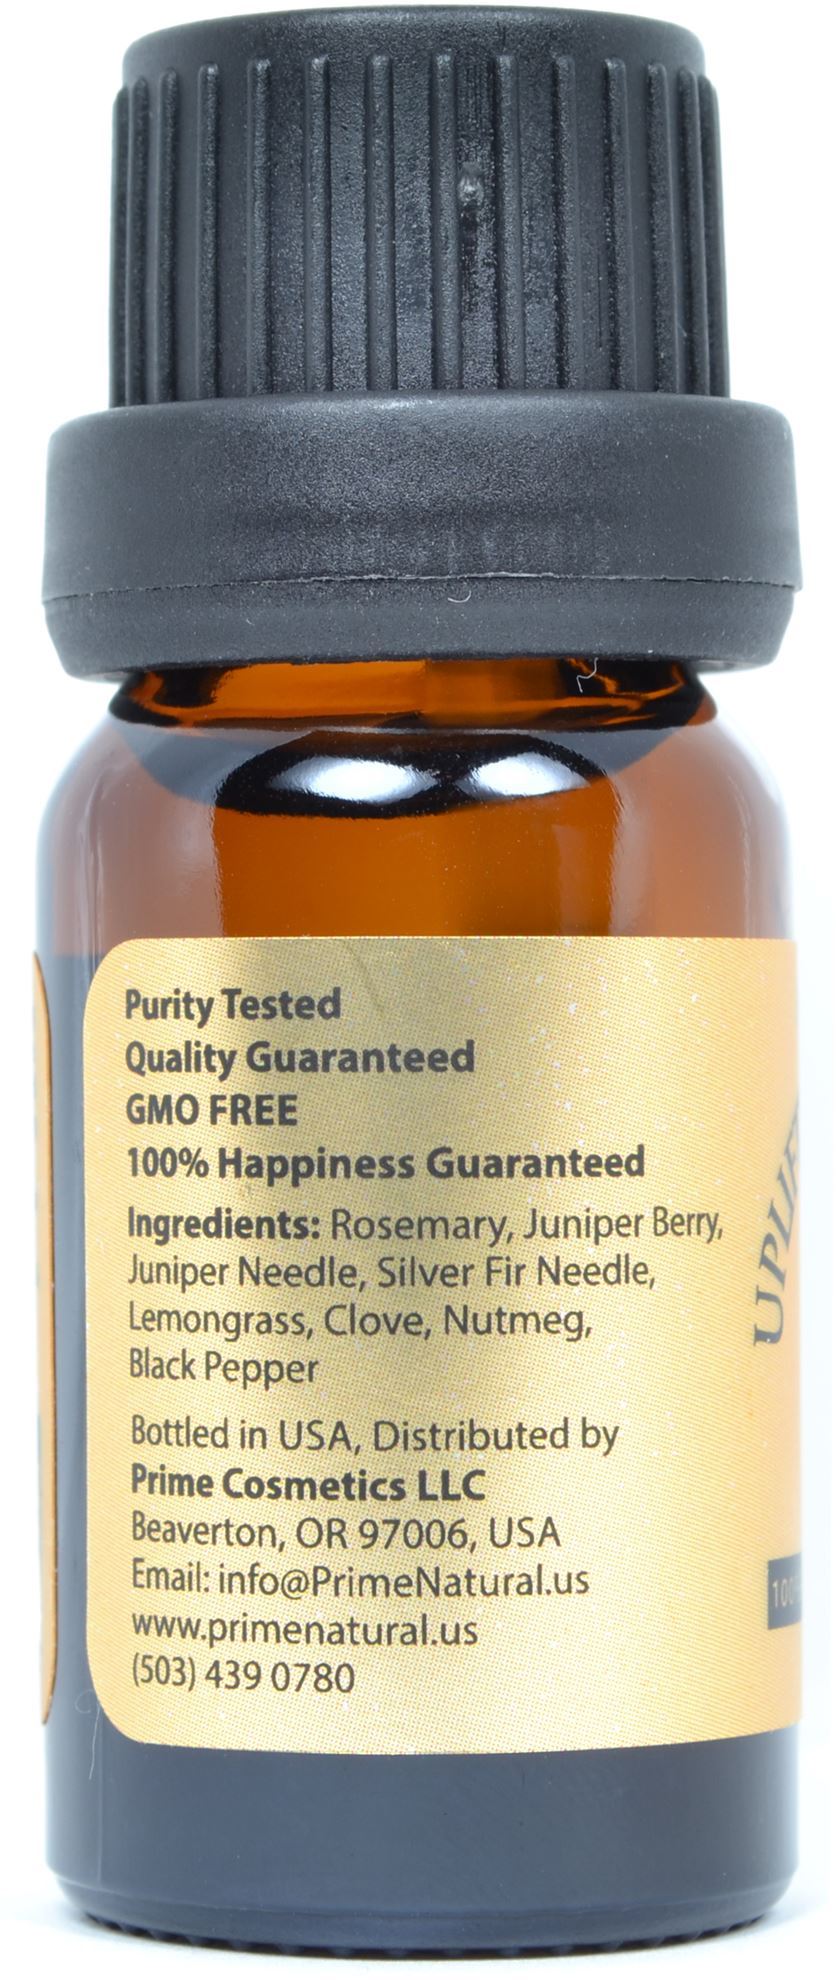 Purity Tested
Quality Guaranteed
GMO FREE
100% Happiness Guaranteed
Ingredients: Rosemary, Juniper Berry,
Juniper Needle, Silver Fir Needle,
Lemongrass, Clove, Nutmeg,
Black Pepper
Bottled in USA, Distributed by
Prime Cosmetics LLC
Beaverton, OR 97006, USA
Email: info@PrimeNatural.us
www.primenatural.us
(503) 439 0780